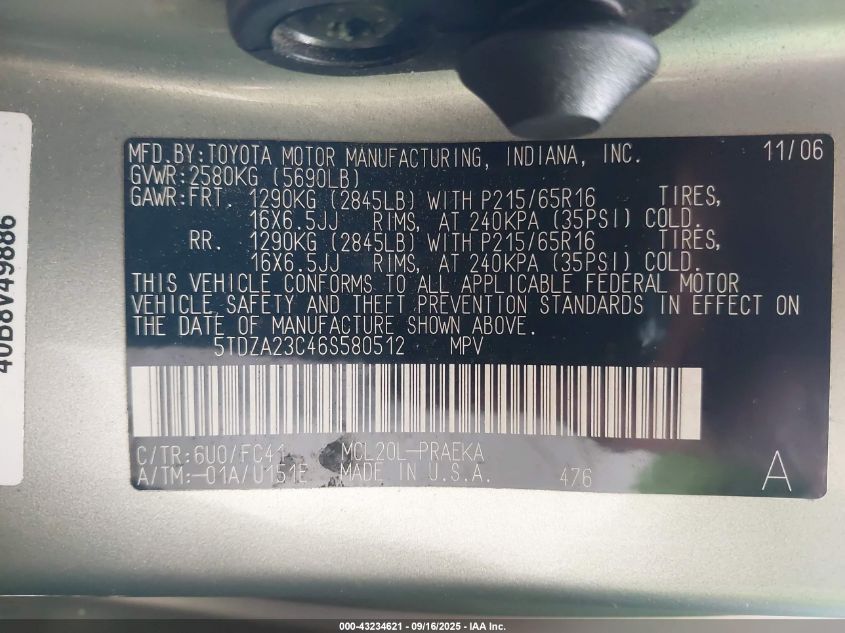 MFD.BY:TOYOTA MOTOR MANUFACTURING, INDIANA, INC. 11/06
GVWR:2580KG (5690LB)
GAWR:FRT. 1290KG (2845LB) WITH P215/65R16 TIRES,
16X6.5JJ RIMS, AT 240KPA (35PSI) COLD.
RR. 1290KG (2845LB) WITH P215/65R16 TIRES,
16X6.5JJ RIMS, AT 240KPA (35PSI) COLD.
THIS VEHICLE CONFORMS TO ALL APPLICABLE FEDERAL MOTOR
VEHICLE SAFETY AND THEFT PREVENTION STANDARDS IN EFFECT ON
THE DATE OF MANUFACTURE SHOWN ABOVE.
5TDZA23C46S580512 MPV
C/TR:6U0/FC41 MCL20L-PRAEKA
A/TM:-01A/U151E MADE IN U.S.A. 476 A
40B8V49886
000-43234621 - 09/16/2025 - IAA Inc.